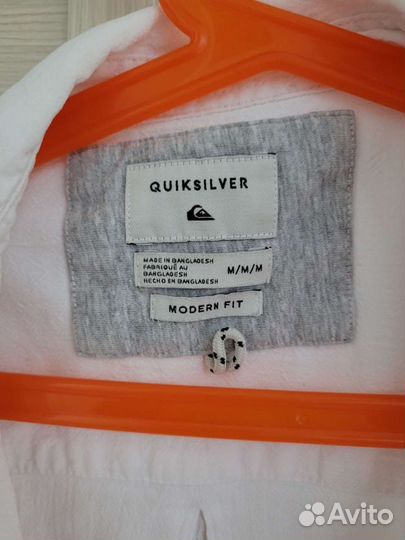 QUIKSILVER
MADE IN BANGLADESH
FABRIQUÉ AU
BANGLADESH
HECHO EN BANGLADESH
M/M/M
MODERN FIT
Avito